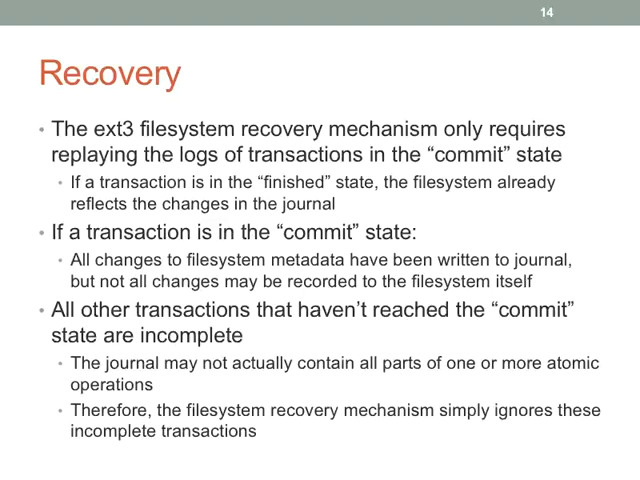 14
Recovery
• The ext3 filesystem recovery mechanism only requires
replaying the logs of transactions in the “commit” state
• If a transaction is in the “finished” state, the filesystem already
reflects the changes in the journal
• If a transaction is in the “commit” state:
• All changes to filesystem metadata have been written to journal,
but not all changes may be recorded to the filesystem itself
• All other transactions that haven’t reached the “commit”
state are incomplete
• The journal may not actually contain all parts of one or more atomic
operations
• Therefore, the filesystem recovery mechanism simply ignores these
incomplete transactions